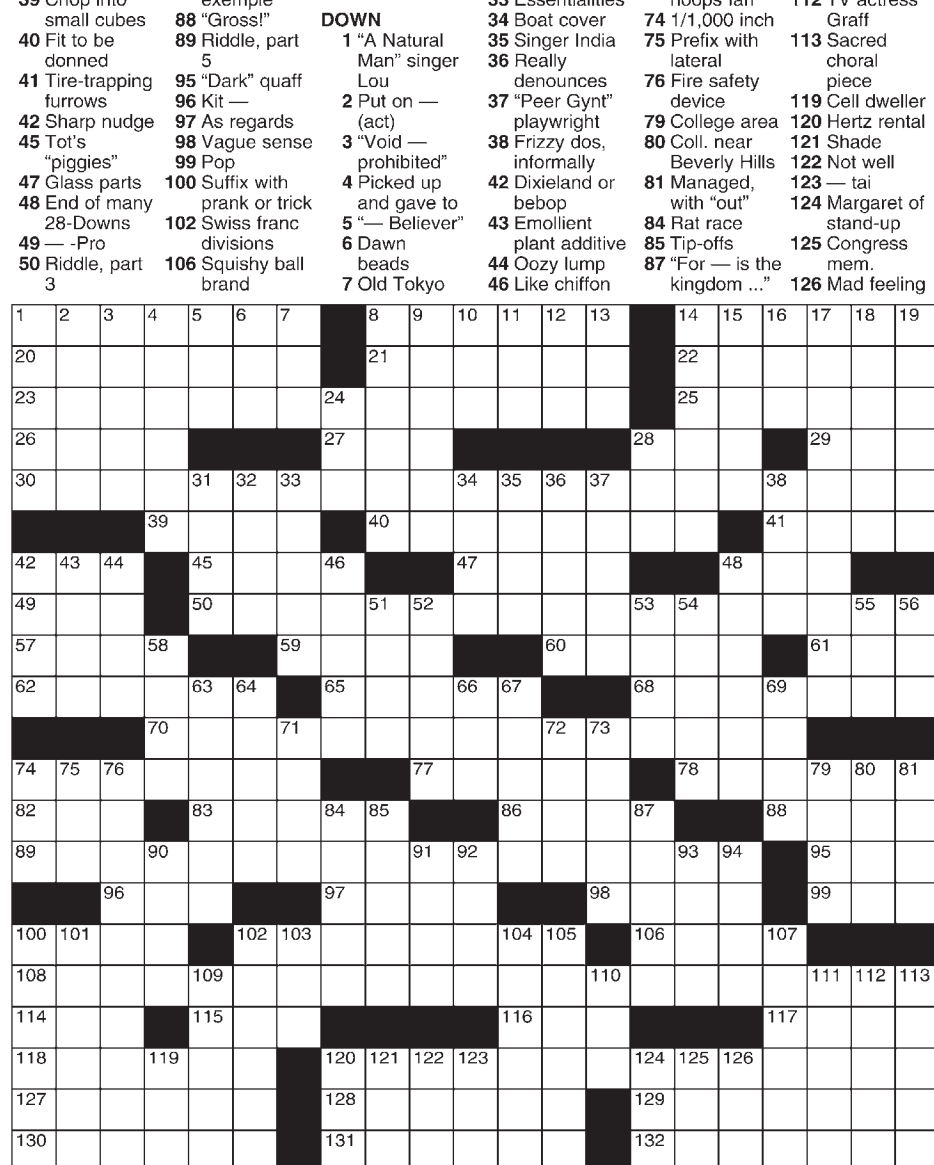 39 Chop into
small cubes
40 Fit to be
donned
41 Tire-trapping
furrows
42 Sharp nudge
45 Tot's
“piggies”
47 Glass parts
48 End of many
28-Downs
49 — -Pro
50 Riddle, part
3
example
88 “Gross!”
89 Riddle, part
5
95 “Dark” quaff
96 Kit —
97 As regards
98 Vague sense
99 Pop
100 Suffix with
prank or trick
102 Swiss franc
divisions
106 Squishy ball
brand
DOWN
1 “A Natural
Man” singer
Lou
2 Put on —
(act)
3 “Void —
prohibited”
4 Picked up
and gave to
5 “— Believer”
6 Dawn
beads
7 Old Tokyo
33 Essentialities
34 Boat cover
35 Singer India
36 Really
denounces
37 “Peer Gynt”
playwright
38 Frizzy dos,
informally
42 Dixieland or
bebop
43 Emollient
plant additive
44 Oozy lump
46 Like chiffon
hoops fan
74 1/1,000 inch
75 Prefix with
lateral
76 Fire safety
device
79 College area
80 Coll. near
Beverly Hills
81 Managed,
with “out”
84 Rat race
85 Tip-offs
87 “For — is the
kingdom ...”
112 TV actress
Graff
113 Sacred
choral
piece
119 Cell dweller
120 Hertz rental
121 Shade
122 Not well
123 — tai
124 Margaret of
stand-up
125 Congress
mem.
126 Mad feeling
1 2 3 4 5 6 7 8 9 10 11 12 13 14 15 16 17 18 19
20 21 22
23 24 25
26 27 28 29
30 31 32 33 34 35 36 37 38
39 40 41
42 43 44 45 46 47 48
49 50 51 52 53 54 55 56
57 58 59 60 61
62 63 64 65 66 67 68 69
70 71 72 73
74 75 76 77 78 79 80 81
82 83 84 85 86 87 88
89 90 91 92 93 94 95
96 97 98 99
100 101 102 103 104 105 106 107
108 109 110 111 112 113
114 115 116 117
118 119 120 121 122 123 124 125 126
127 128 129
130 131 132